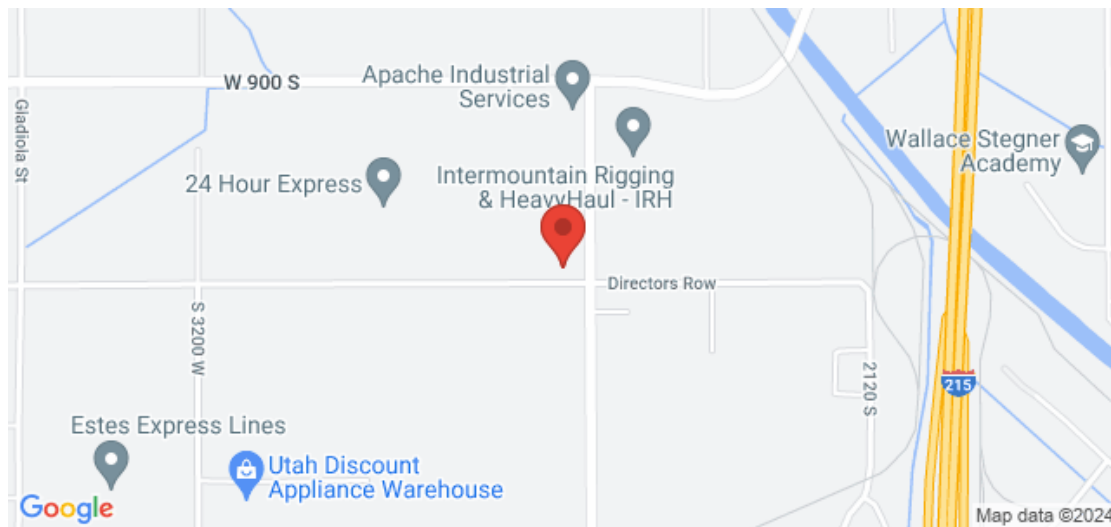 W 900 S
Apache Industrial
Services
Gladiola St
Wallace Stegner
Academy
24 Hour Express
Intermountain Rigging
& HeavyHaul - IRH
Directors Row
S 3200 W
2120 S
215
Estes Express Lines
Utah Discount
Appliance Warehouse
Google
Map data ©2024